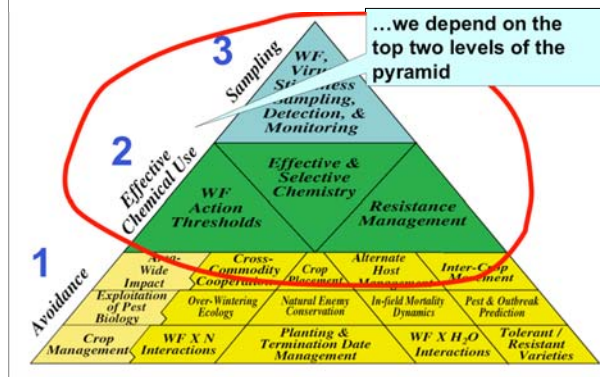 …we depend on the
top two levels of the
pyramid
3
Sampling
WF,
Virus,
Stickiness
Sampling,
Detection, &
Monitoring
2
Effective
Chemical Use
WF
Action
Thresholds
Effective &
Selective
Chemistry
Resistance
Management
1
Avoidance
Area-
Wide
Impact
Cross-
Commodity
Cooperation
Crop
Placement
Alternate
Host
Management
Inter-Crop
Movement
Exploitation
of Pest
Biology
Over-Wintering
Ecology
Natural Enemy
Conservation
In-field Mortality
Dynamics
Pest & Outbreak
Prediction
Crop
Management
WF X N
Interactions
Planting &
Termination Date
Management
WF X H₂O
Interactions
Tolerant /
Resistant
Varieties